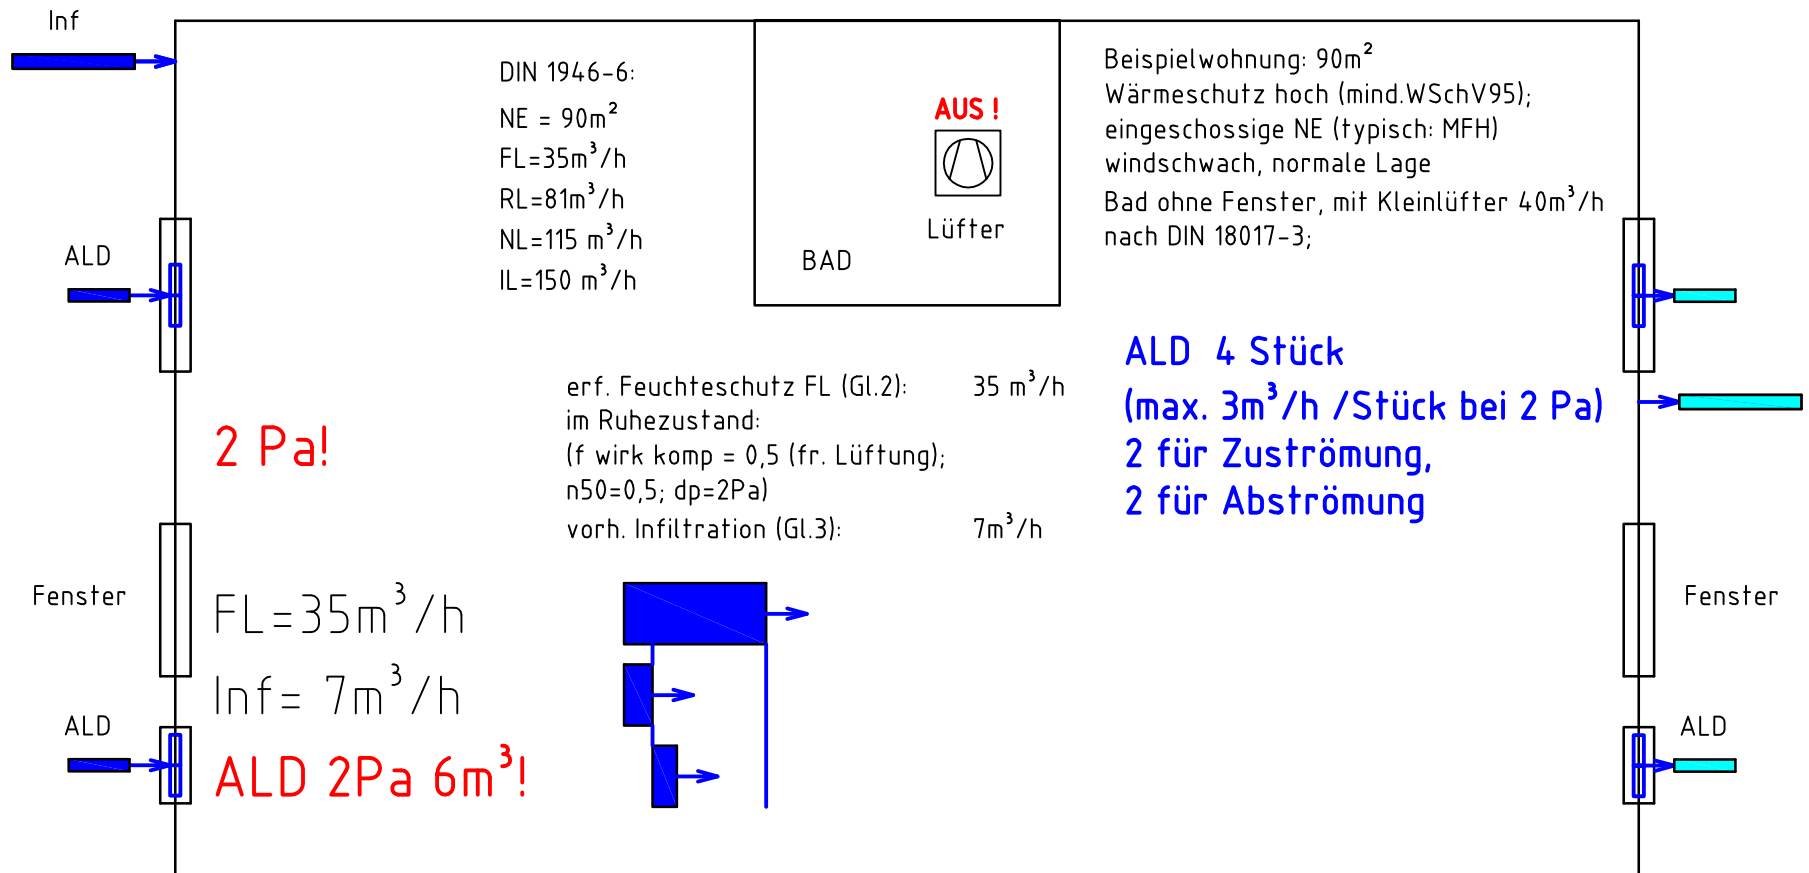 Inf
DIN 1946-6:
NE = 90m²
FL=35m³/h
RL=81m³/h
NL=115 m³/h
IL=150 m³/h
AUS !
Lüfter
BAD
Beispielwohnung: 90m²
Wärmeschutz hoch (mind.WSchV95);
eingeschossige NE (typisch: MFH)
windschwach, normale Lage
Bad ohne Fenster, mit Kleinlüfter 40m³/h
nach DIN 18017-3;
ALD
2 Pa!
erf. Feuchteschutz FL (Gl.2): 35 m³/h
im Ruhezustand:
(f wirk komp = 0,5 (fr. Lüftung);
n50=0,5; dp=2Pa)
vorh. Infiltration (Gl.3): 7m³/h
ALD 4 Stück
(max. 3m³/h /Stück bei 2 Pa)
2 für Zuströmung,
2 für Abströmung
Fenster
FL=35m³/h
Inf= 7m³/h
ALD
ALD 2Pa 6m³!
Fenster
ALD